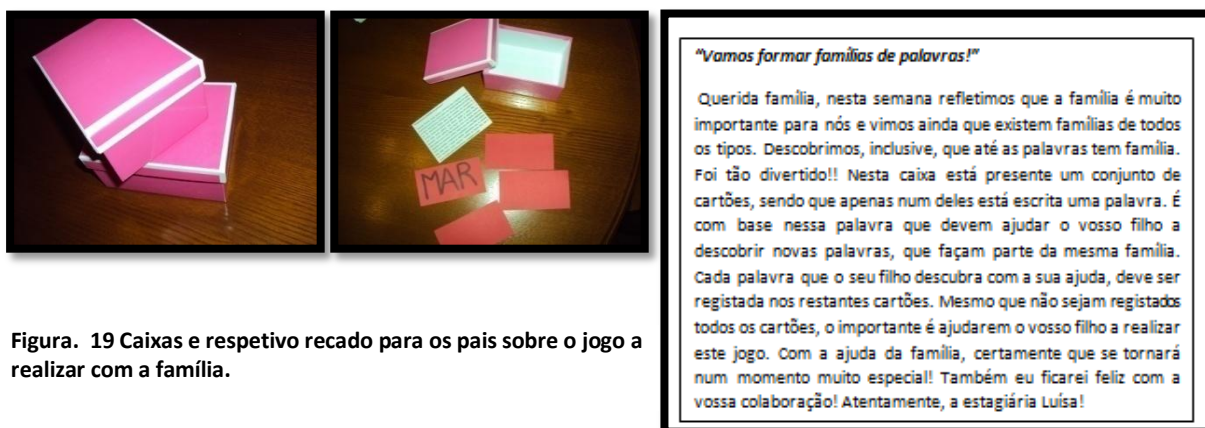 MAR
"Vamos formar famílias de palavras!"
Querida família, nesta semana refletimos que a família é muito
importante para nós e vimos ainda que existem famílias de todos
os tipos. Descobrimos, inclusive, que até as palavras tem família.
Foi tão divertido!! Nesta caixa está presente um conjunto de
cartões, sendo que apenas num deles está escrita uma palavra. É
com base nessa palavra que devem ajudar o vosso filho a
descobrir novas palavras, que façam parte da mesma família.
Cada palavra que o seu filho descubra com a sua ajuda, deve ser
registada nos restantes cartões. Mesmo que não sejam registados
todos os cartões, o importante é ajudarem o vosso filho a realizar
este jogo. Com a ajuda da família, certamente que se tornará
num momento muito especial! Também eu ficarei feliz com a
vossa colaboração! Atentamente, a estagiária Luísa!
Figura. 19 Caixas e respetivo recado para os pais sobre o jogo a
realizar com a família.